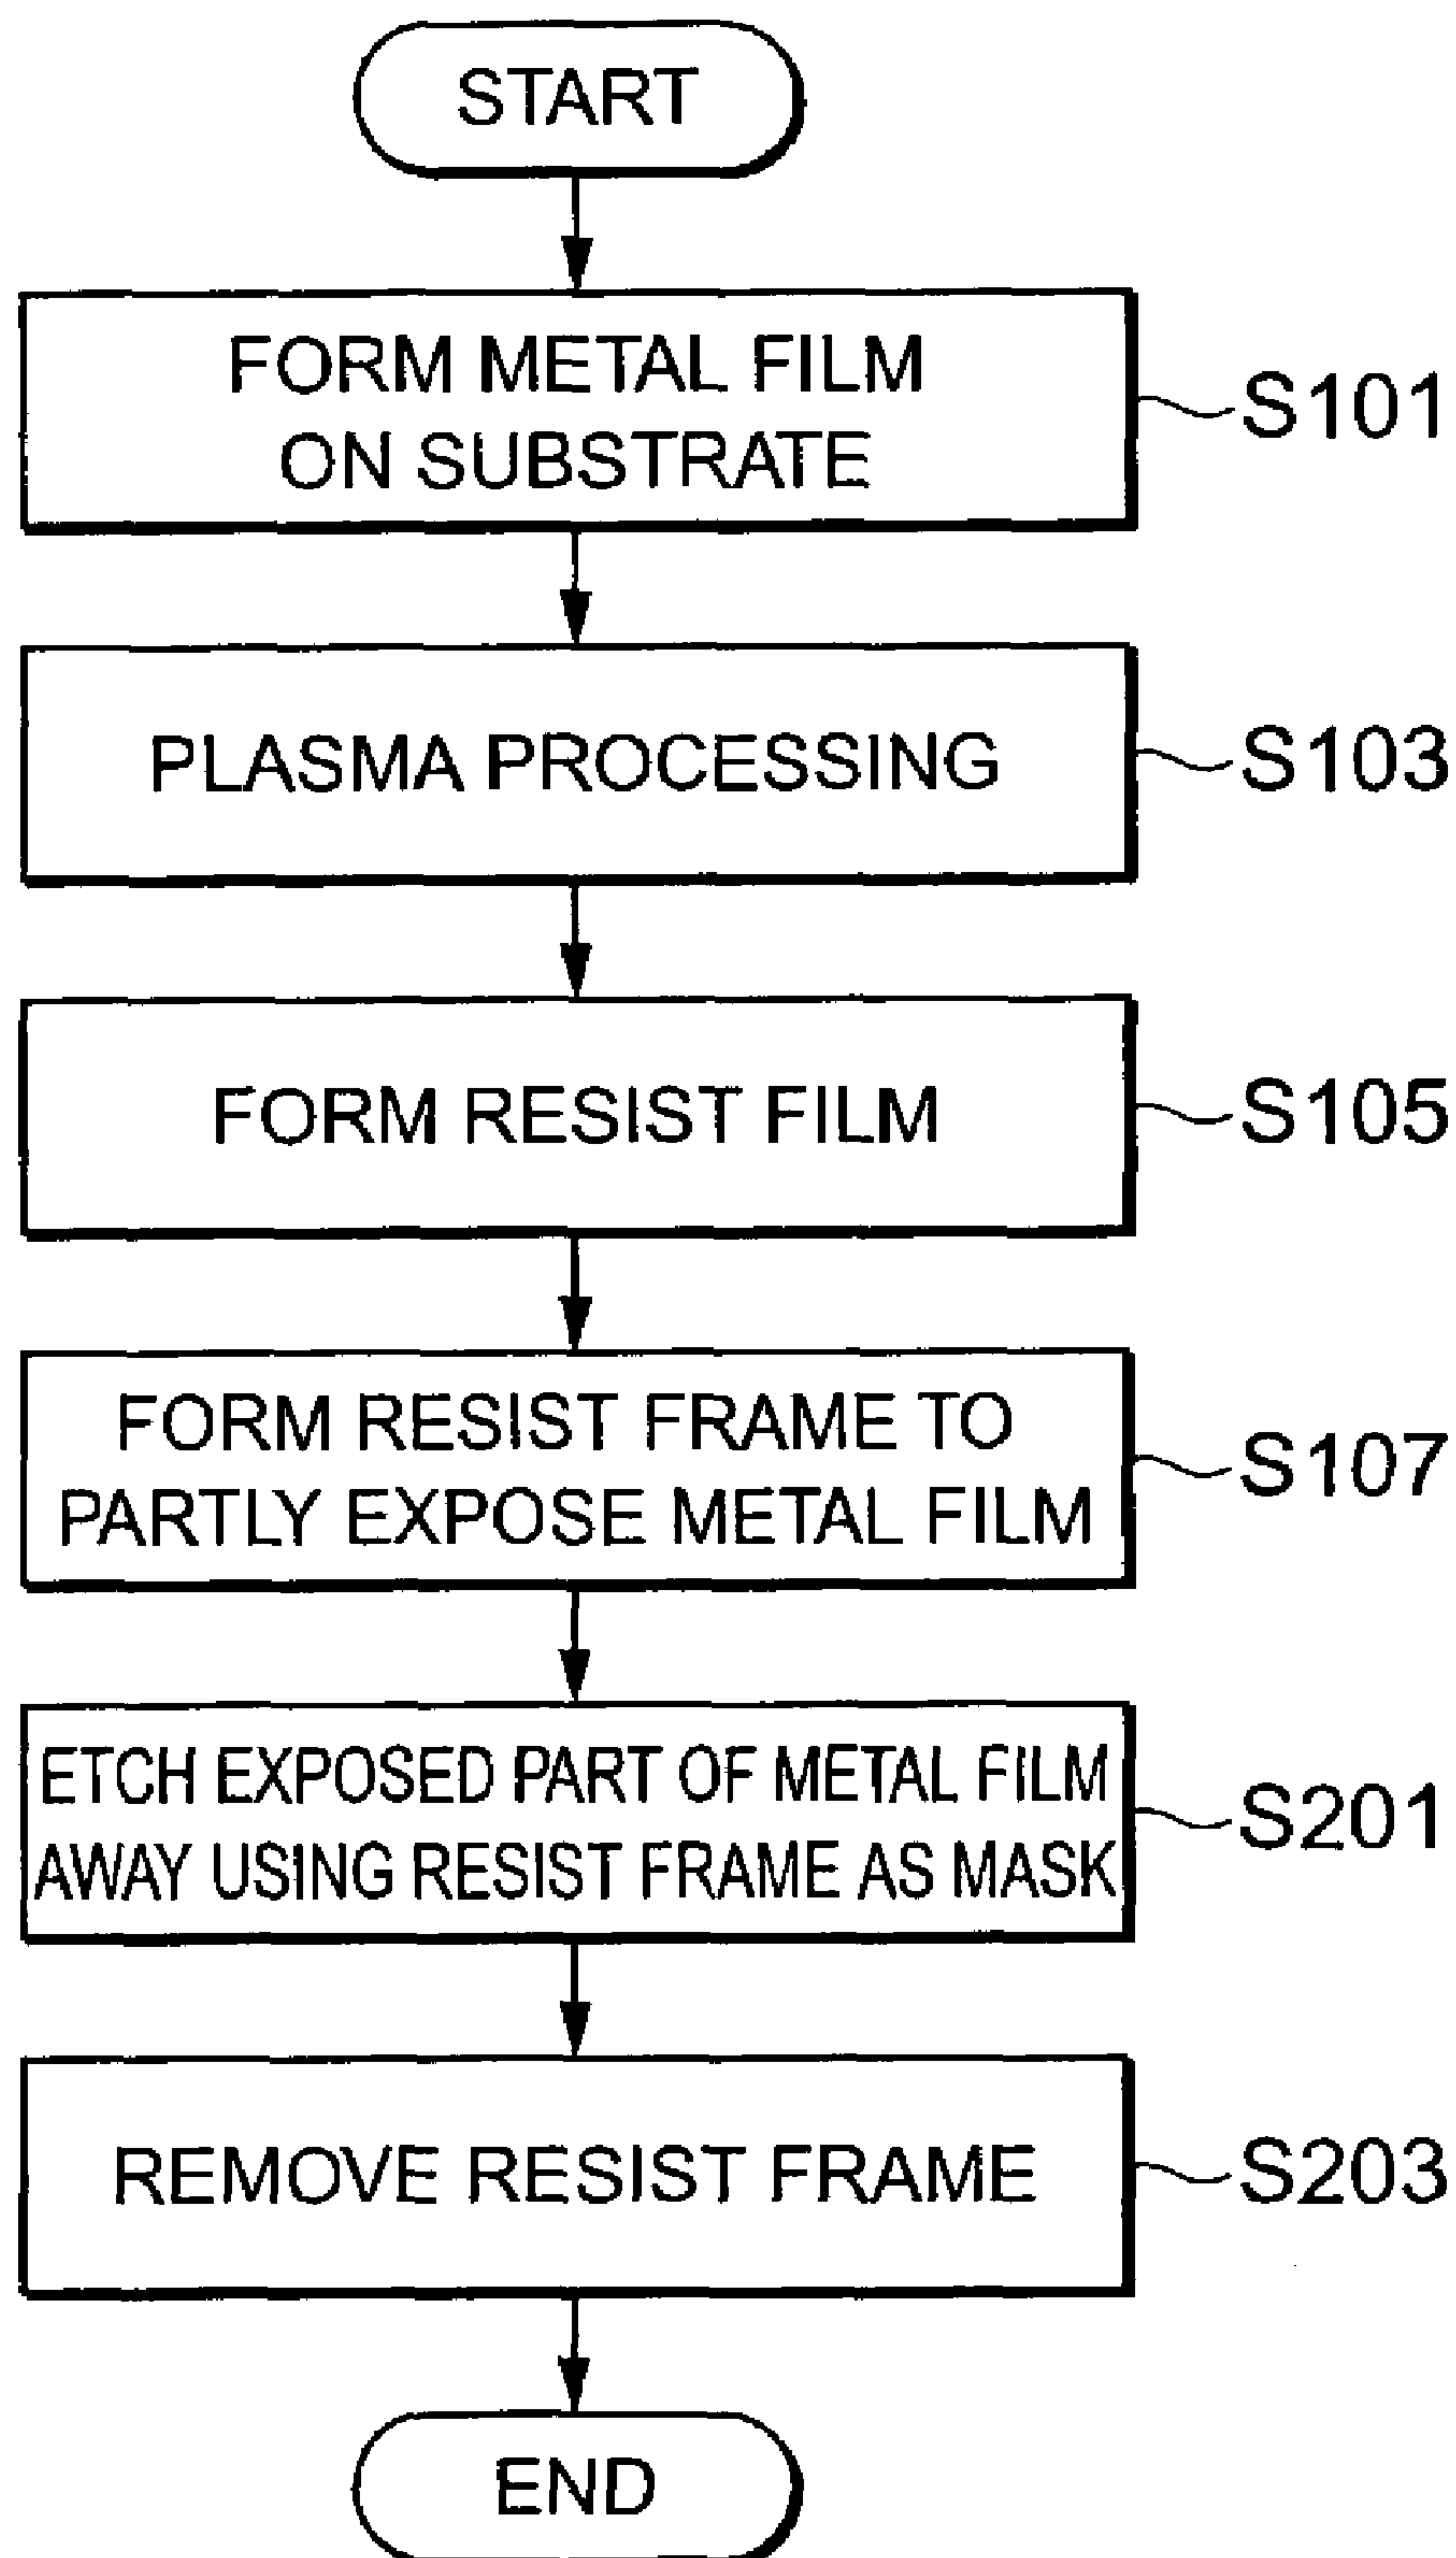 START
FORM METAL FILM
ON SUBSTRATE
S101
PLASMA PROCESSING
S103
FORM RESIST FILM
S105
FORM RESIST FRAME TO
PARTLY EXPOSE METAL FILM
S107
ETCH EXPOSED PART OF METAL FILM
AWAY USING RESIST FRAME AS MASK
S201
REMOVE RESIST FRAME
S203
END